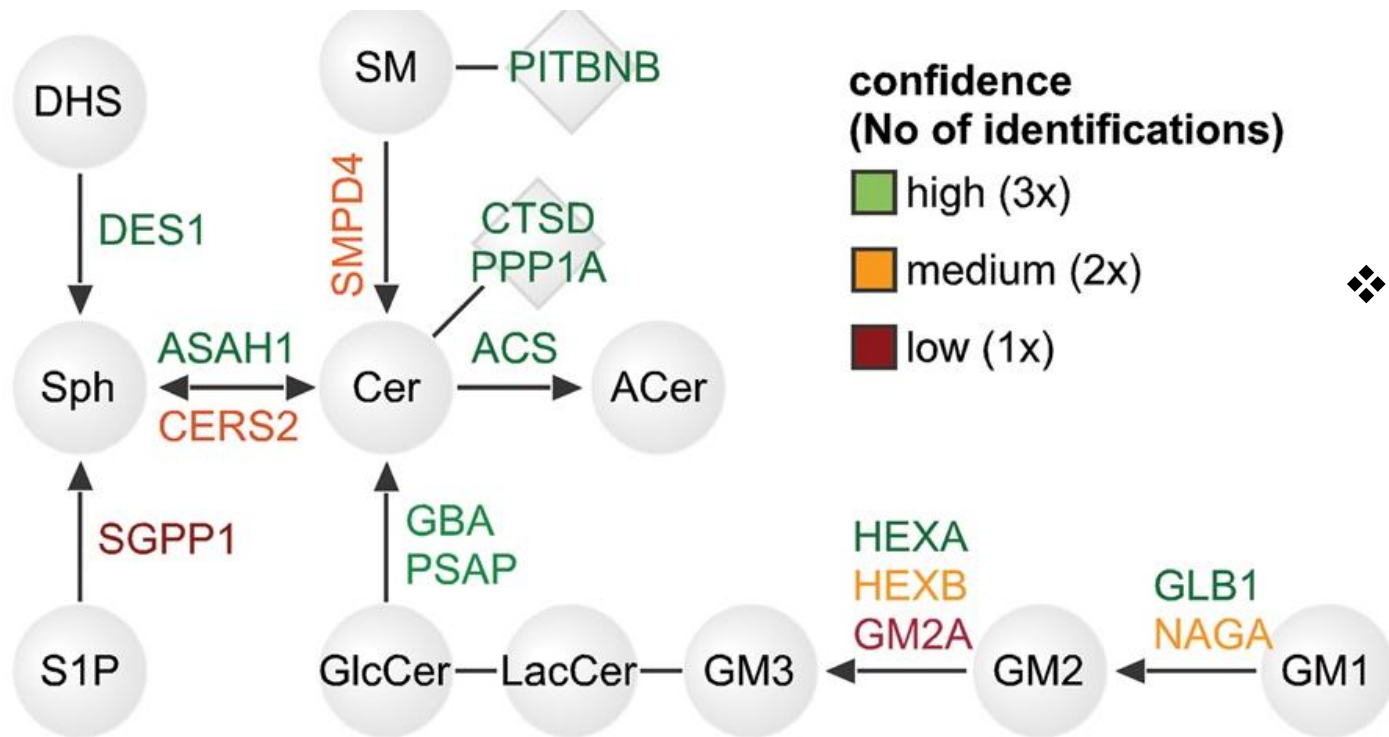 DHS
SM
PITBNB
confidence
(No of identifications)
high (3x)
medium (2x)
low (1x)
DES1
SMPD4
CTSD
PPP1A
Sph
ASAH1
CERS2
Cer
ACS
ACer
SGPP1
GBA
PSAP
HEXA
HEXB
GM2A
GLB1
NAGA
S1P
GlcCer
LacCer
GM3
GM2
GM1